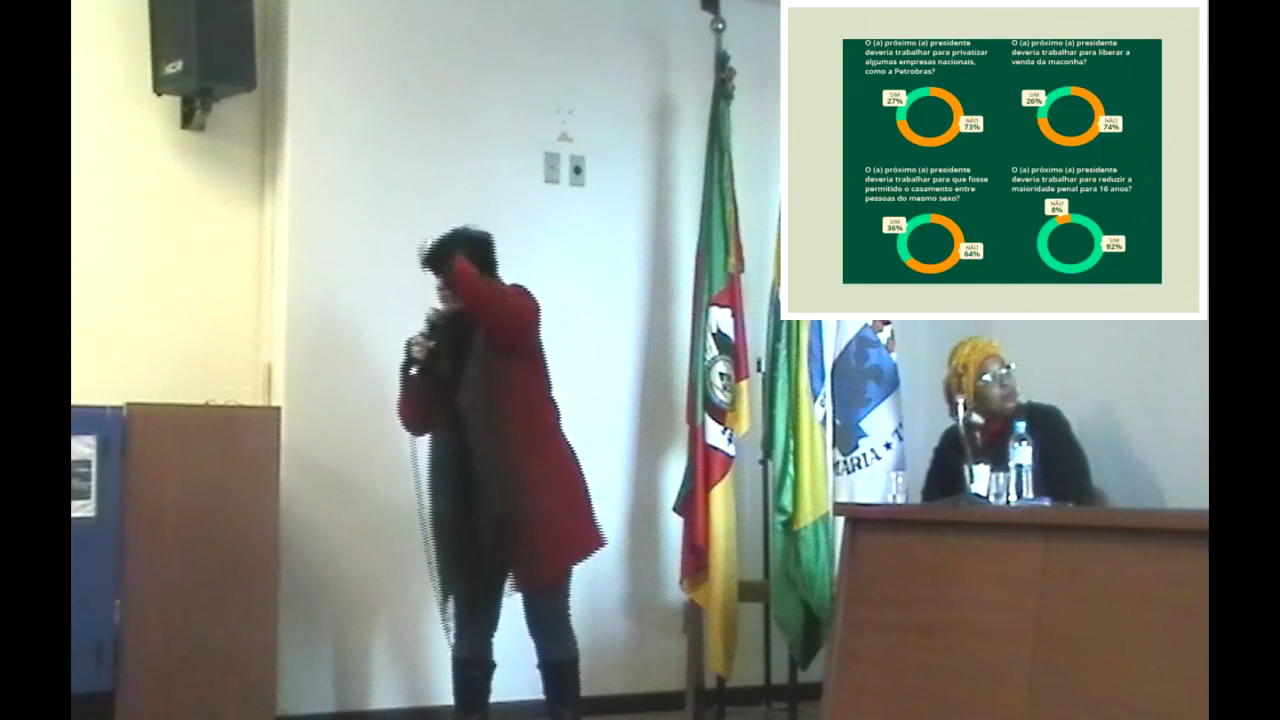 O (a) próximo (a) presidente
deveria trabalhar para privatizar
algumas empresas nacionais,
como a Petrobras?
SIM
27%
NÃO
73%
O (a) próximo (a) presidente
deveria trabalhar para liberar a
venda da maconha?
SIM
26%
NÃO
74%
O (a) próximo (a) presidente
deveria trabalhar para que fosse
permitido o casamento entre
pessoas do mesmo sexo?
SIM
36%
NÃO
64%
O (a) próximo (a) presidente
deveria trabalhar para reduzir a
maioridade penal para 16 anos?
NÃO
8%
SIM
92%
ARIA ★